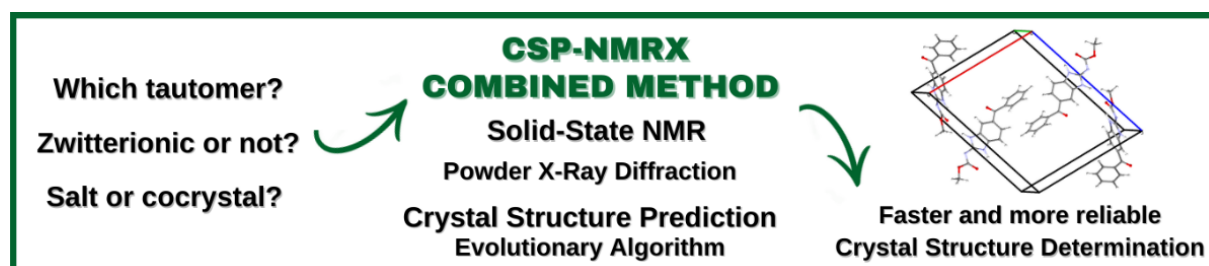 Which tautomer?
Zwitterionic or not?
Salt or cocrystal?
CSP-NMRX
COMBINED METHOD
Solid-State NMR
Powder X-Ray Diffraction
Crystal Structure Prediction
Evolutionary Algorithm
Faster and more reliable
Crystal Structure Determination